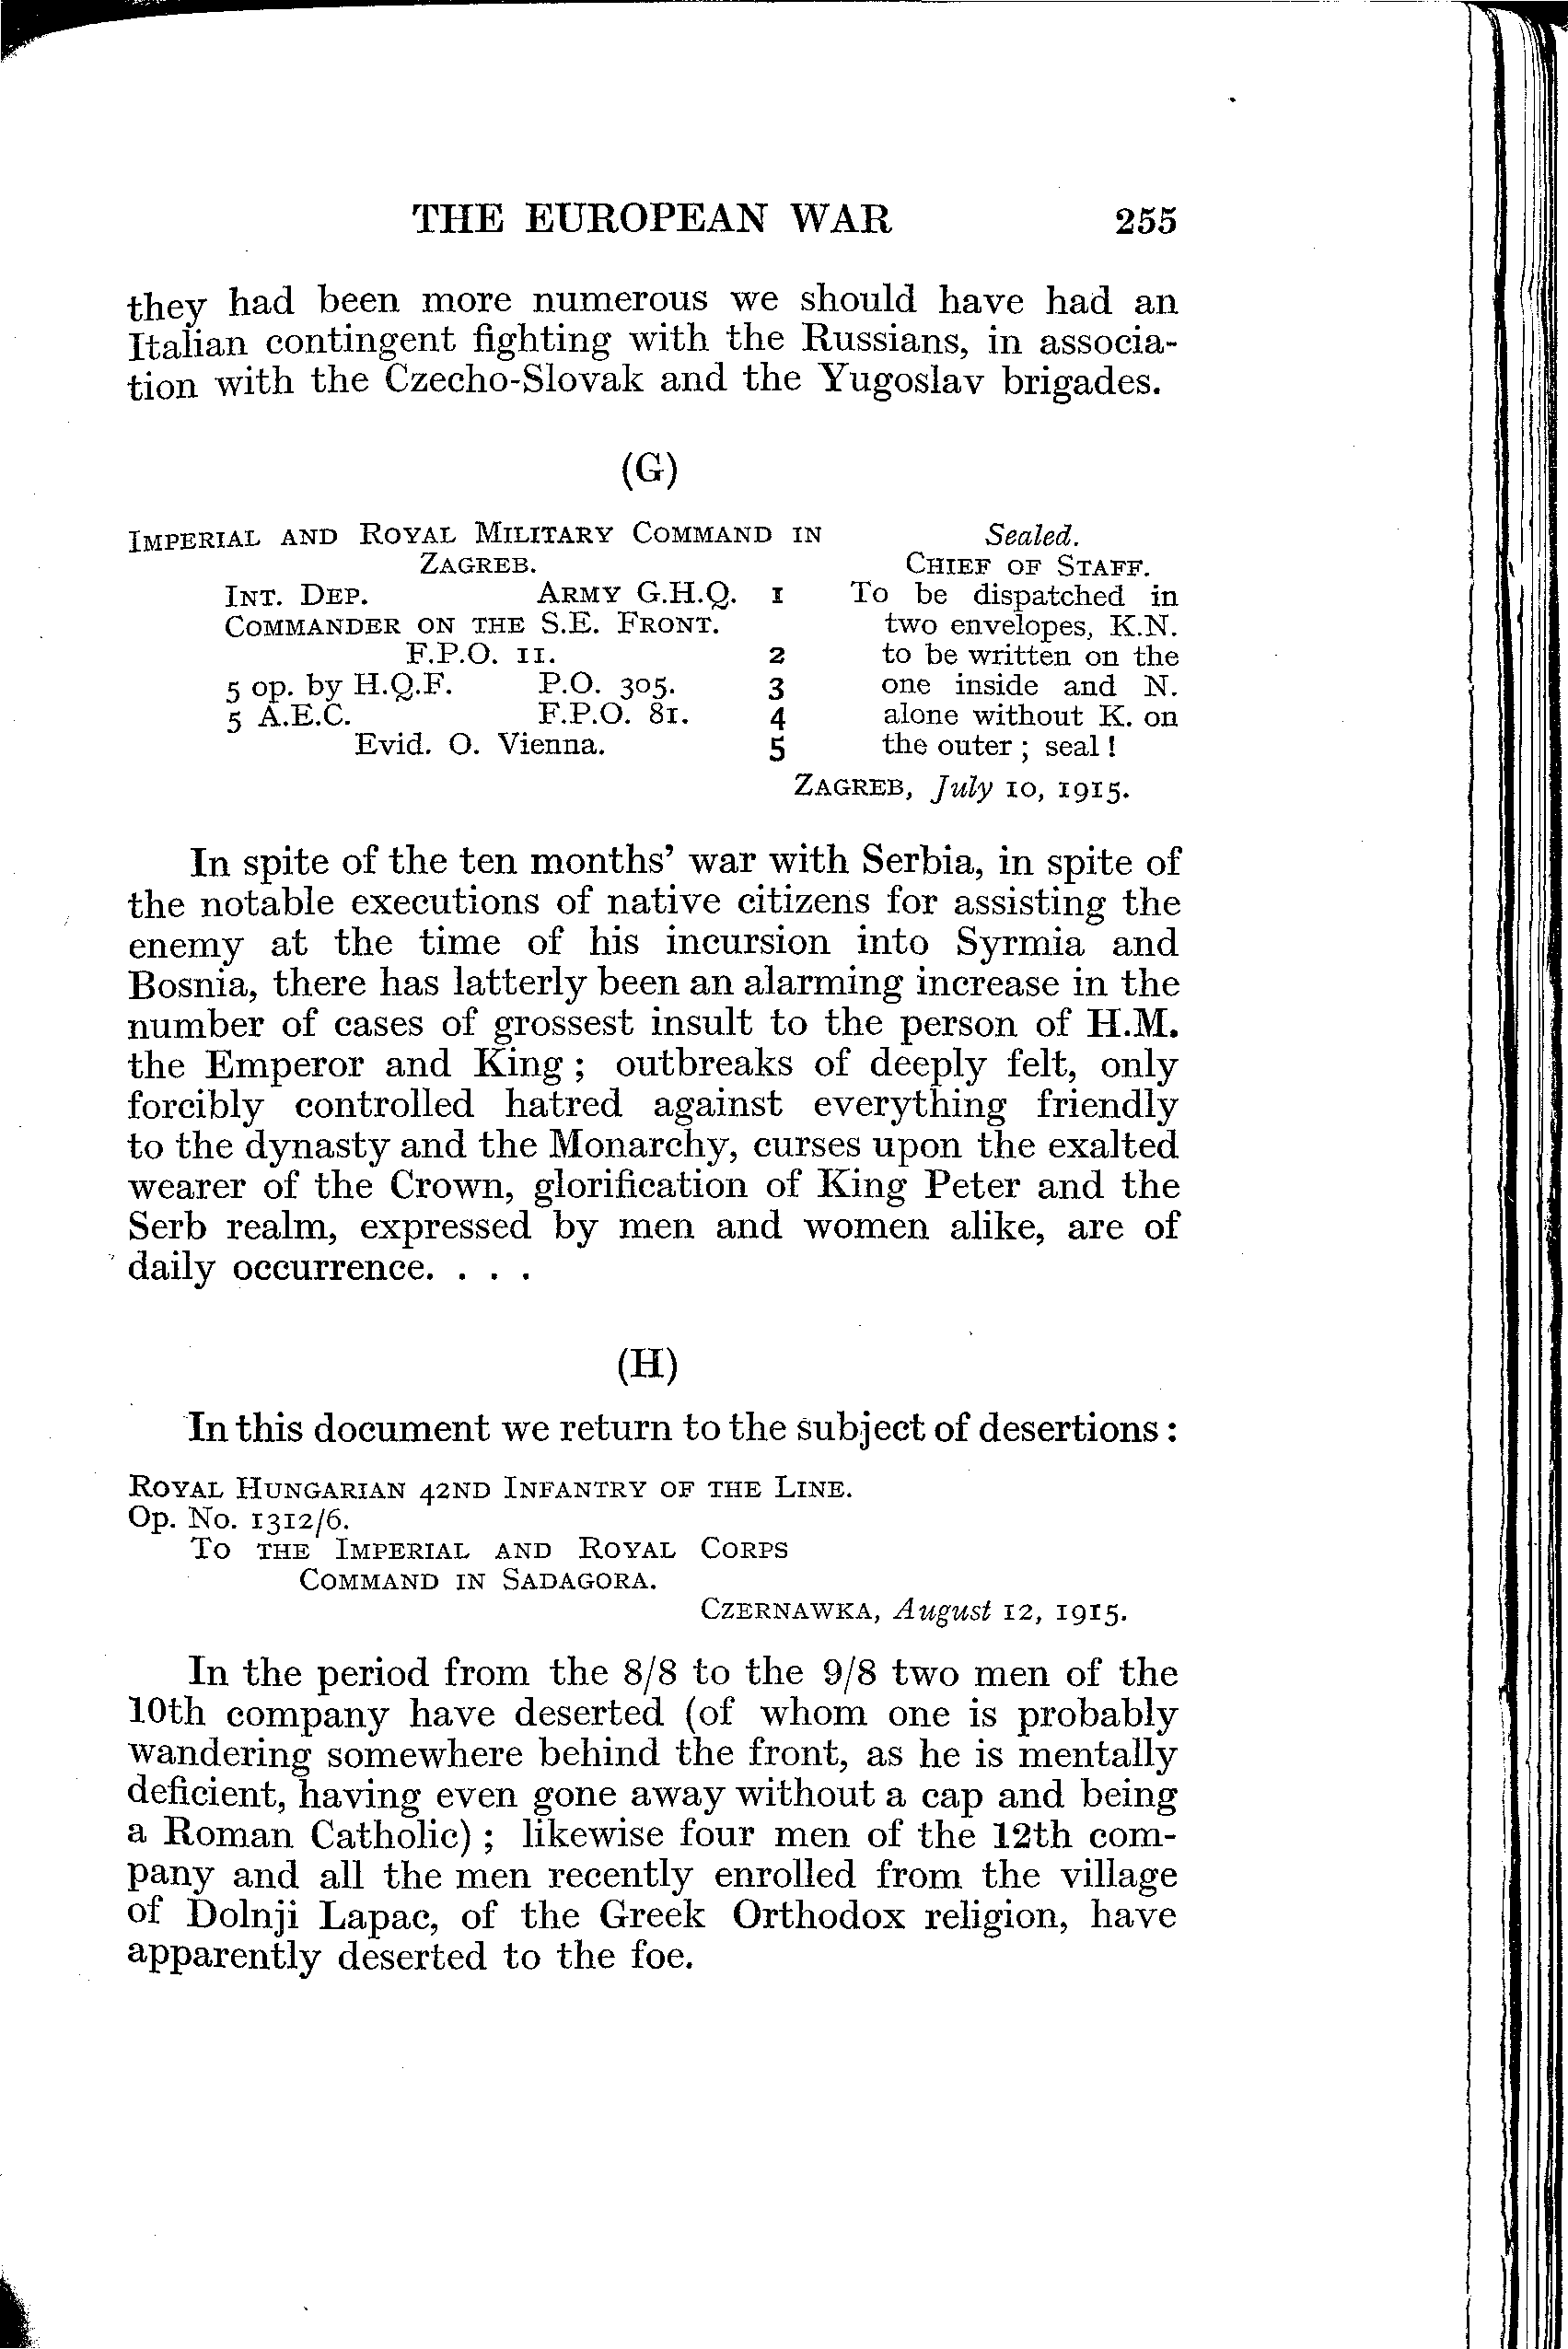 THE EUROPEAN WAR 255
they had been more numerous we should have had an
Italian contingent fighting with the Russians, in associa-
tion with the Czecho-Slovak and the Yugoslav brigades.
(G)
IMPERIAL AND ROYAL MILITARY COMMAND IN
ZAGREB.
INT. DEP. ARMY G.H.Q. 1
COMMANDER ON THE S.E. FRONT.
F.P.O. 11. 2
5 op. by H.Q.F. P.O. 305. 3
5 A.E.C. F.P.O. 81. 4
Evid. O. Vienna. 5
Sealed.
CHIEF OF STAFF.
To be dispatched in
two envelopes, K.N.
to be written on the
one inside and N.
alone without K. on
the outer ; seal !
ZAGREB, July 10, 1915.
In spite of the ten months' war with Serbia, in spite of
the notable executions of native citizens for assisting the
enemy at the time of his incursion into Syrmia and
Bosnia, there has latterly been an alarming increase in the
number of cases of grossest insult to the person of H.M.
the Emperor and King ; outbreaks of deeply felt, only
forcibly controlled hatred against everything friendly
to the dynasty and the Monarchy, curses upon the exalted
wearer of the Crown, glorification of King Peter and the
Serb realm, expressed by men and women alike, are of
daily occurrence. . . .
(H)
In this document we return to the subject of desertions :
ROYAL HUNGARIAN 42ND INFANTRY OF THE LINE.
Op. No. 1312/6.
TO THE IMPERIAL AND ROYAL CORPS
COMMAND IN SADAGORA.
CZERNAWKA, August 12, 1915.
In the period from the 8/8 to the 9/8 two men of the
10th company have deserted (of whom one is probably
wandering somewhere behind the front, as he is mentally
deficient, having even gone away without a cap and being
a Roman Catholic) ; likewise four men of the 12th com-
pany and all the men recently enrolled from the village
of Dolnji Lapac, of the Greek Orthodox religion, have
apparently deserted to the foe.